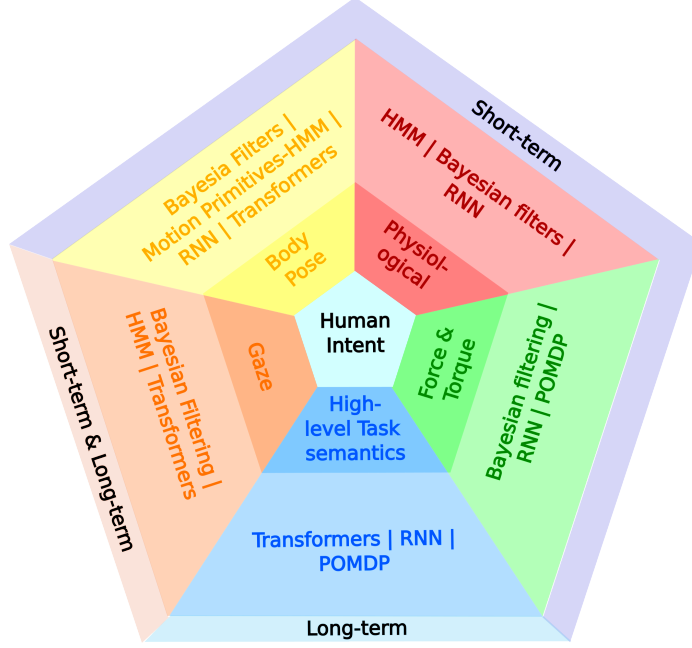 Short-term
HMM | Bayesian filters |
RNN
Bayesia Filters |
Motion Primitives-HMM |
RNN | Transformers
Body
Pose
Physiol-
ogical
Human
Intent
Gaze
Force &
Torque
Bayesian Filtering |
HMM | Transformers
Bayesian filtering |
RNN | POMDP
Short-term & Long-term
High-
level Task
semantics
Transformers | RNN |
POMDP
Long-term